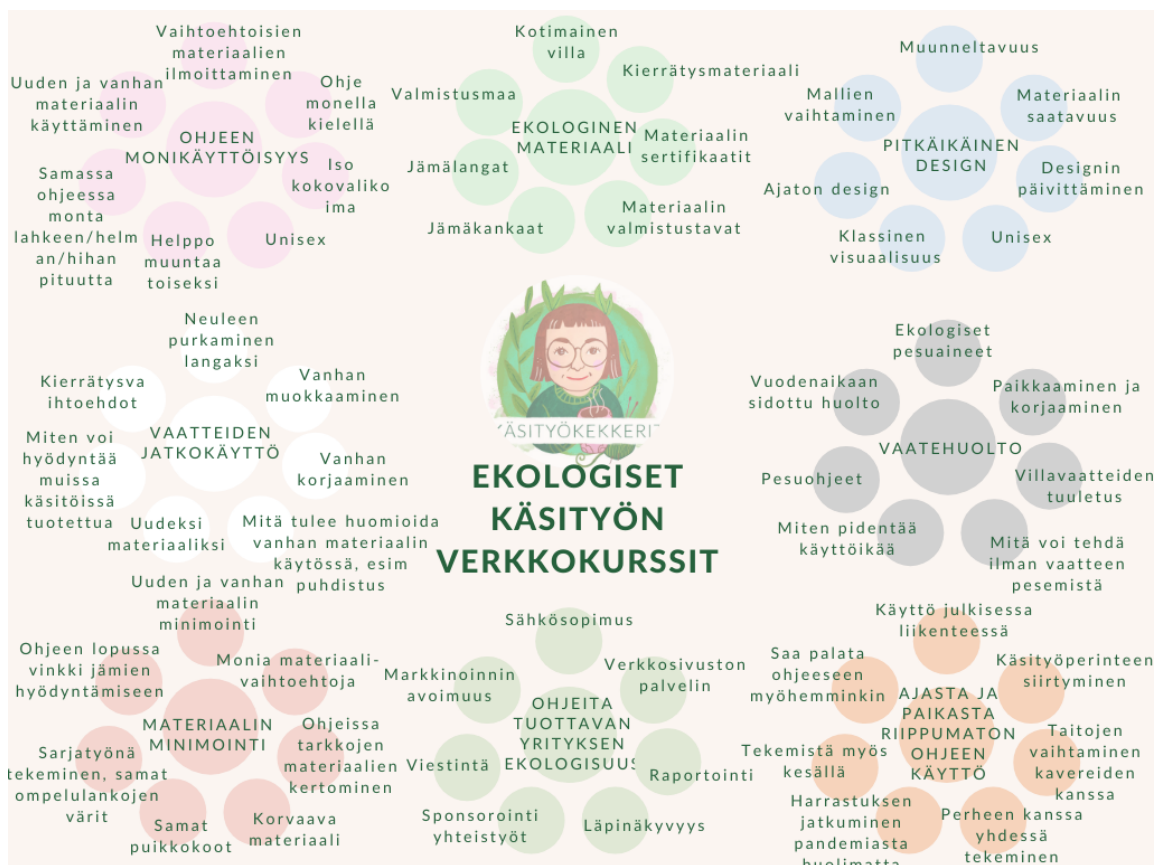 Vaihtoehtoisien
materiaalien
ilmoittaminen
Uuden ja vanhan
materiaalin
käyttäminen
Ohje
monella
kielellä
OHJEEN
MONIKÄYTTÖISYYS
Samassa
ohjeessa
monta
lahkeen/helm
an/hihan
pituutta
Iso
kokovaliko
ima
Helppo
muuntaa
toiseksi
Unisex
Kotimainen
villa
Kierrätysmateriaali
Valmistusmaa
EKOLOGINEN
MATERIAALI
Materiaalin
sertifikaatit
Jämälangat
Jämäkankaat
Materiaalin
valmistustavat
Muunneltavuus
Mallien
vaihtaminen
Materiaalin
saatavuus
PITKÄIKÄINEN
DESIGN
Ajaton design
Designin
päivittäminen
Klassinen
visuaalisuus
Unisex
Neuleen
purkaminen
langaksi
Kierrätysva
ihtoehdot
Vanhan
muokkaaminen
VAATTEIDEN
JATKOKÄYTTÖ
Miten voi
hyödyntää
muissa
käsitöissä
tuotettua
Vanhan
korjaaminen
Uudeksi
materiaaliksi
Mitä tulee huomioida
vanhan materiaalin
käytössä, esim
puhdistus
KÄSITYÖKEKKERIT
EKOLOGISET
KÄSITYÖN
VERKKOKURSSIT
Ekologiset
pesuaineet
Vuodenaikaan
sidottu huolto
Paikkaaminen ja
korjaaminen
VAATEHUOLTO
Pesuohjeet
Villavaatteiden
tuuletus
Miten pidentää
käyttöikää
Mitä voi tehdä
ilman vaatteen
pesemistä
Uuden ja vanhan
materiaalin
minimointi
Ohjeen lopussa
vinkki jämien
hyödyntämiseen
Monia materiaali-
vaihtoehtoja
MATERIAALIN
MINIMOINTI
Sarjatyönä
tekeminen, samat
ompelulankojen
värit
Ohjeissa
tarkkojen
materiaalien
kertominen
Samat
puikkokoot
Korvaava
materiaali
Sähkösopimus
Markkinoinnin
avoimuus
Verkkosivuston
palvelin
OHJEITA
TUOTTAVAN
YRITYKSEN
EKOLOGISUUS
Viestintä
Raportointi
Sponsorointi
yhteistyöt
Läpinäkyvyys
Käyttö julkisessa
liikenteessä
Saa palata
ohjeeseen
myöhemminkin
Käsityöperinteen
siirtyminen
AJASTA JA
PAIKASTA
RIIPPUMATON
OHJEEN
KÄYTTÖ
Tekemistä myös
kesällä
Taitojen
vaihtaminen
kavereiden
kanssa
Harrastuksen
jatkuminen
pandemiasta
huolimatta
Perheen kanssa
yhdessä
tekeminen